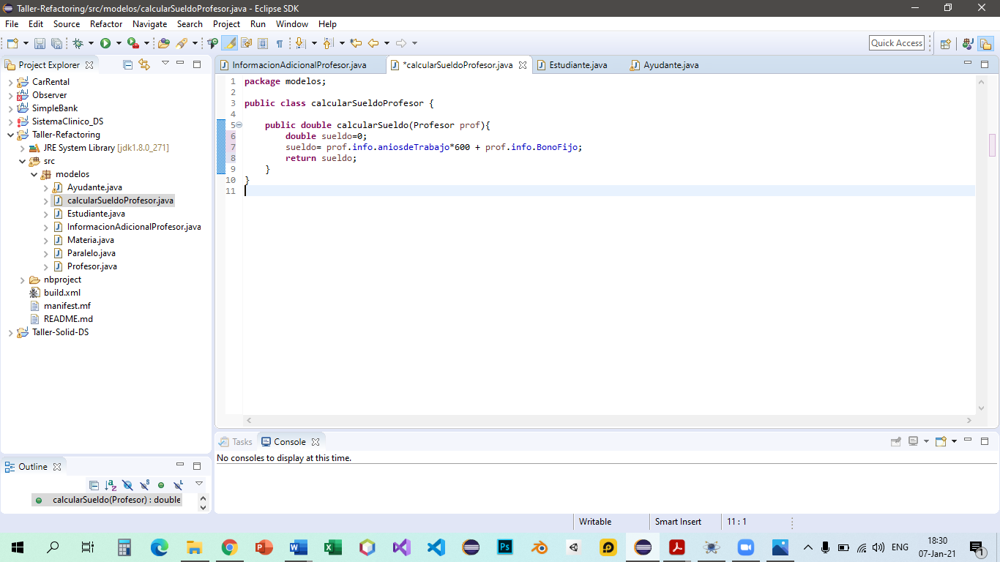 Taller-Refactoring/src/modelos/calcularSueldoProfesor.java - Eclipse SDK
File Edit Source Refactor Navigate Search Project Run Window Help
Quick Access
Project Explorer
CarRental
Observer
SimpleBank
SistemaClinico_DS
Taller-Refactoring
JRE System Library [jdk1.8.0_271]
src
modelos
Ayudante.java
calcularSueldoProfesor.java
Estudiante.java
InformacionAdicionalProfesor.java
Materia.java
Paralelo.java
Profesor.java
nbproject
build.xml
manifest.mf
README.md
Taller-Solid-DS
InformacionAdicionalProfesor.java *calcularSueldoProfesor.java Estudiante.java Ayudante.java
1 package modelos;
2
3 public class calcularSueldoProfesor {
4
5 public double calcularSueldo(Profesor prof){
6 double sueldo=0;
7 sueldo= prof.info.aniosdeTrabajo*600 + prof.info.BonoFijo;
8 return sueldo;
9 }
10 }
11
Tasks Console
No consoles to display at this time.
Outline
calcularSueldo(Profesor) : double
Writable Smart Insert 11 : 1
ENG
18:30
07-Jan-21
1